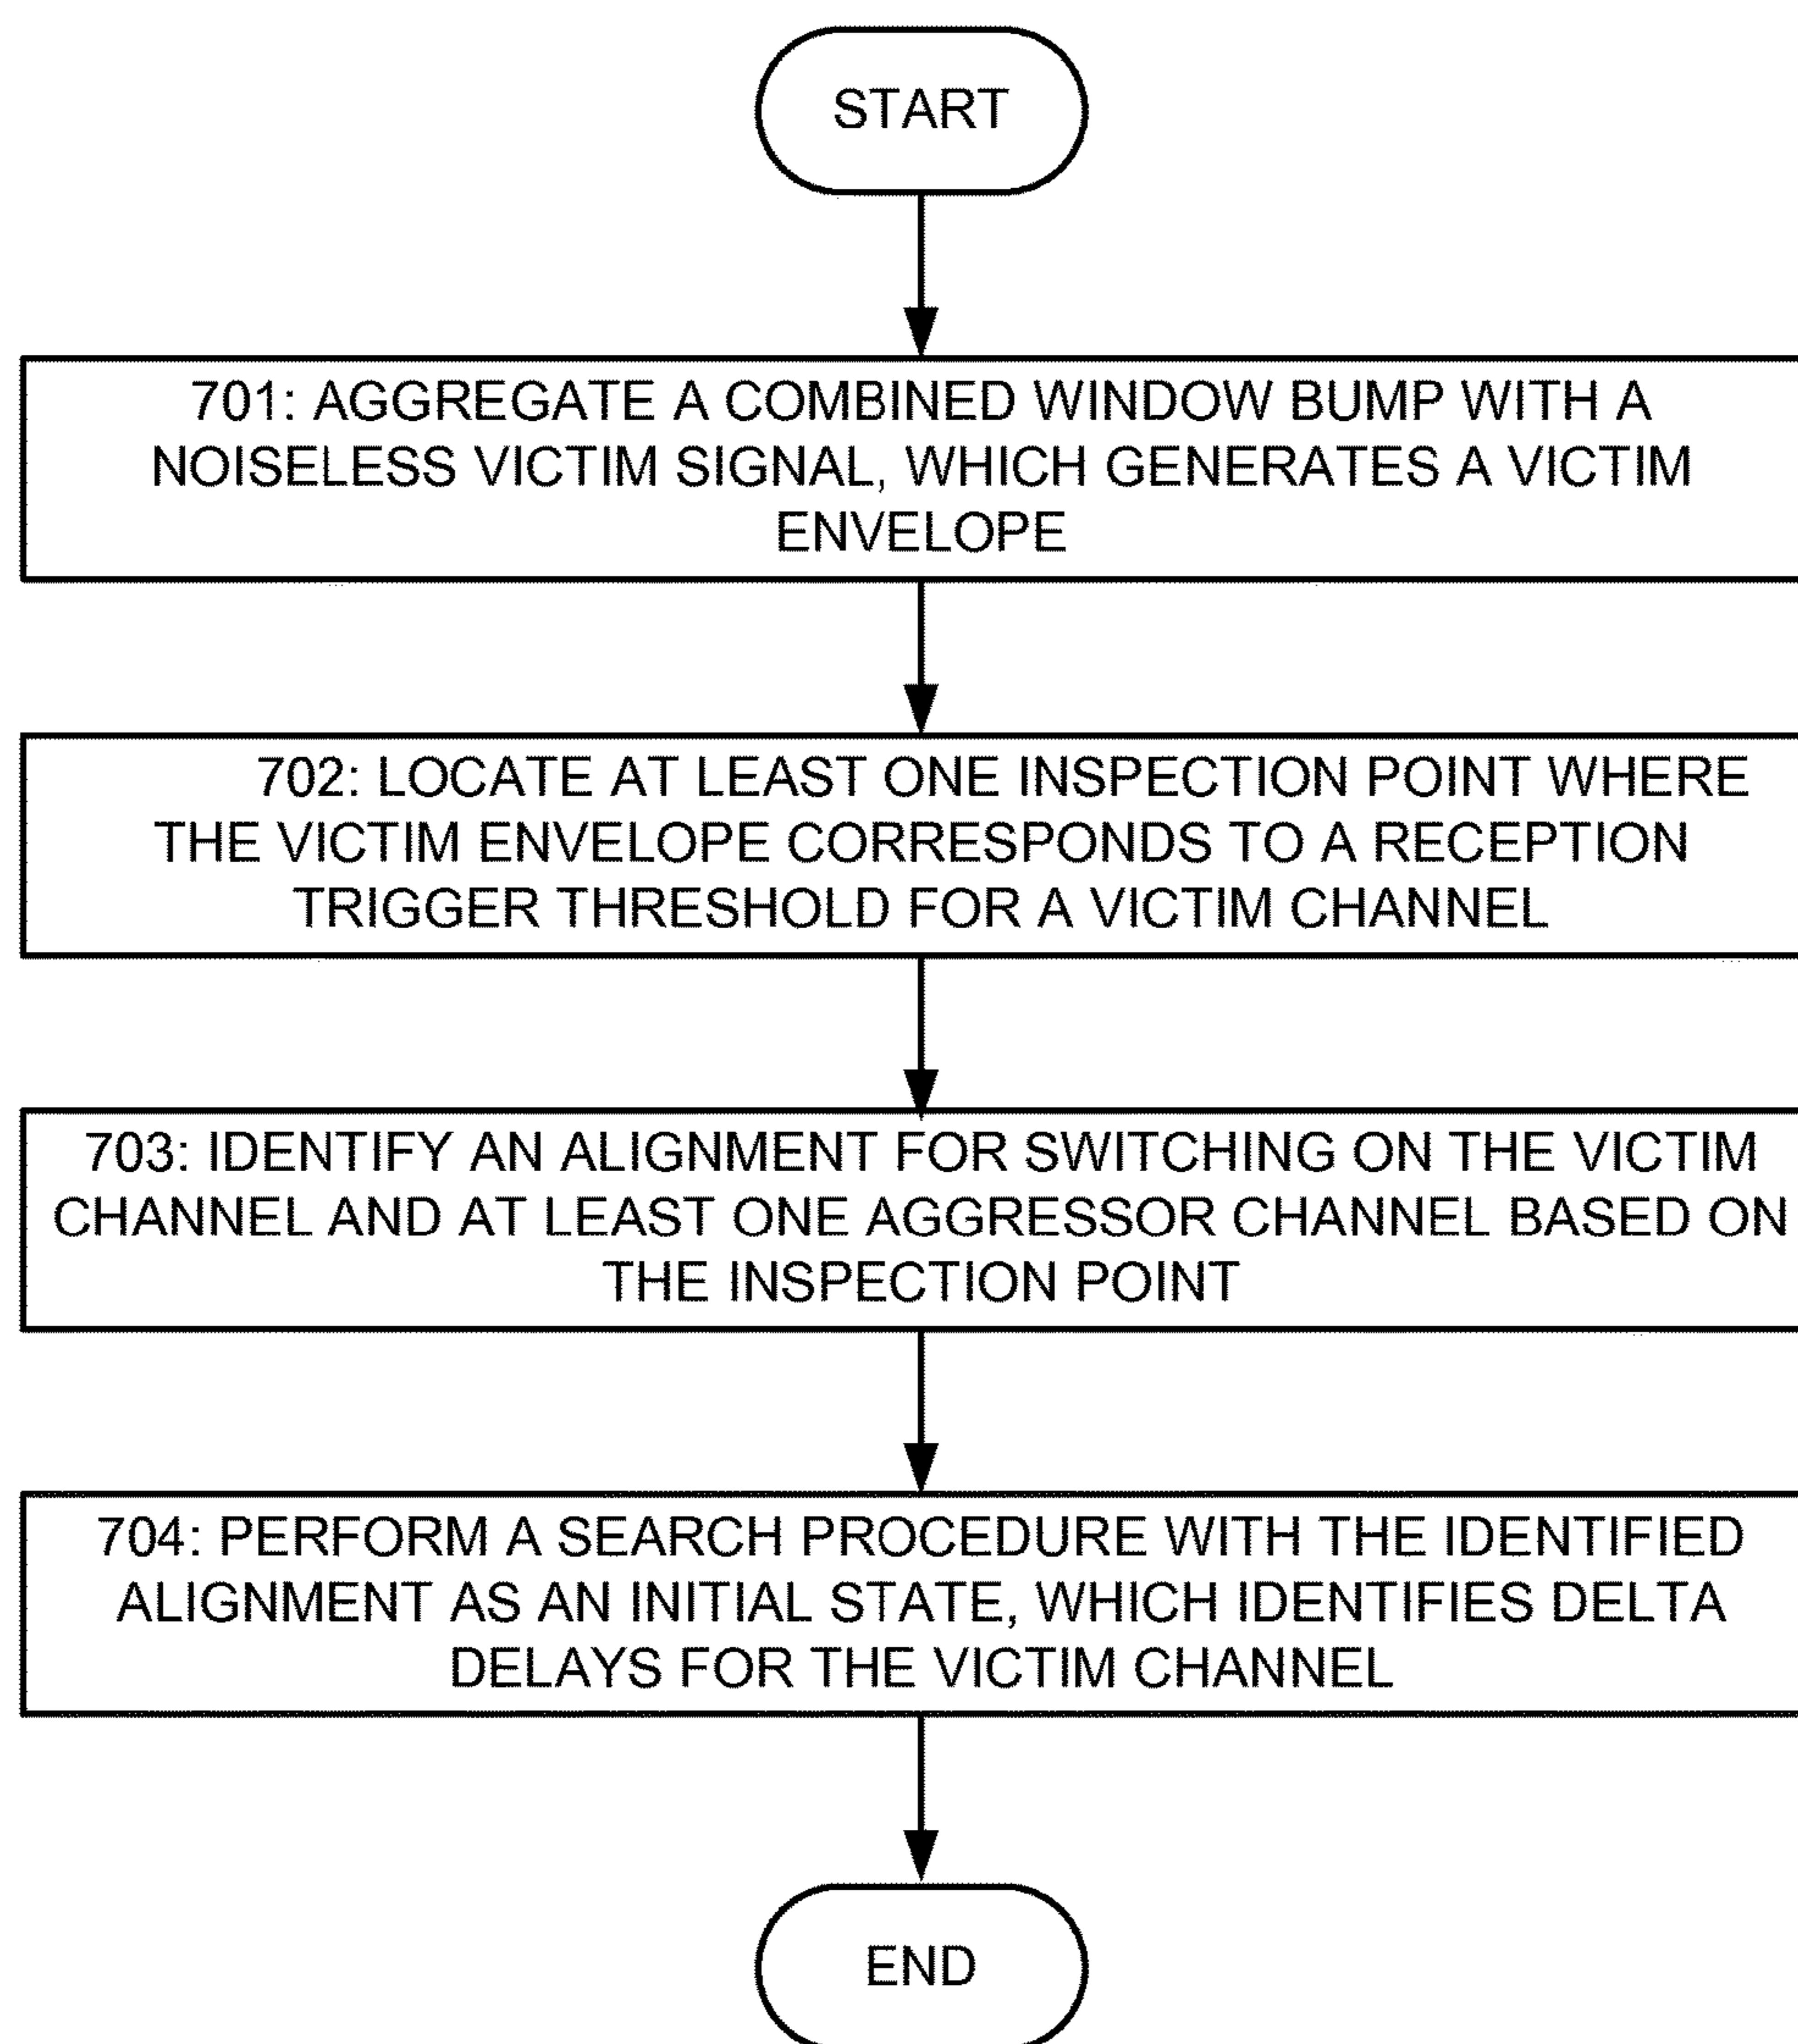 START
701: AGGREGATE A COMBINED WINDOW BUMP WITH A
NOISELESS VICTIM SIGNAL, WHICH GENERATES A VICTIM
ENVELOPE
702: LOCATE AT LEAST ONE INSPECTION POINT WHERE
THE VICTIM ENVELOPE CORRESPONDS TO A RECEPTION
TRIGGER THRESHOLD FOR A VICTIM CHANNEL
703: IDENTIFY AN ALIGNMENT FOR SWITCHING ON THE VICTIM
CHANNEL AND AT LEAST ONE AGGRESSOR CHANNEL BASED ON
THE INSPECTION POINT
704: PERFORM A SEARCH PROCEDURE WITH THE IDENTIFIED
ALIGNMENT AS AN INITIAL STATE, WHICH IDENTIFIES DELTA
DELAYS FOR THE VICTIM CHANNEL
END